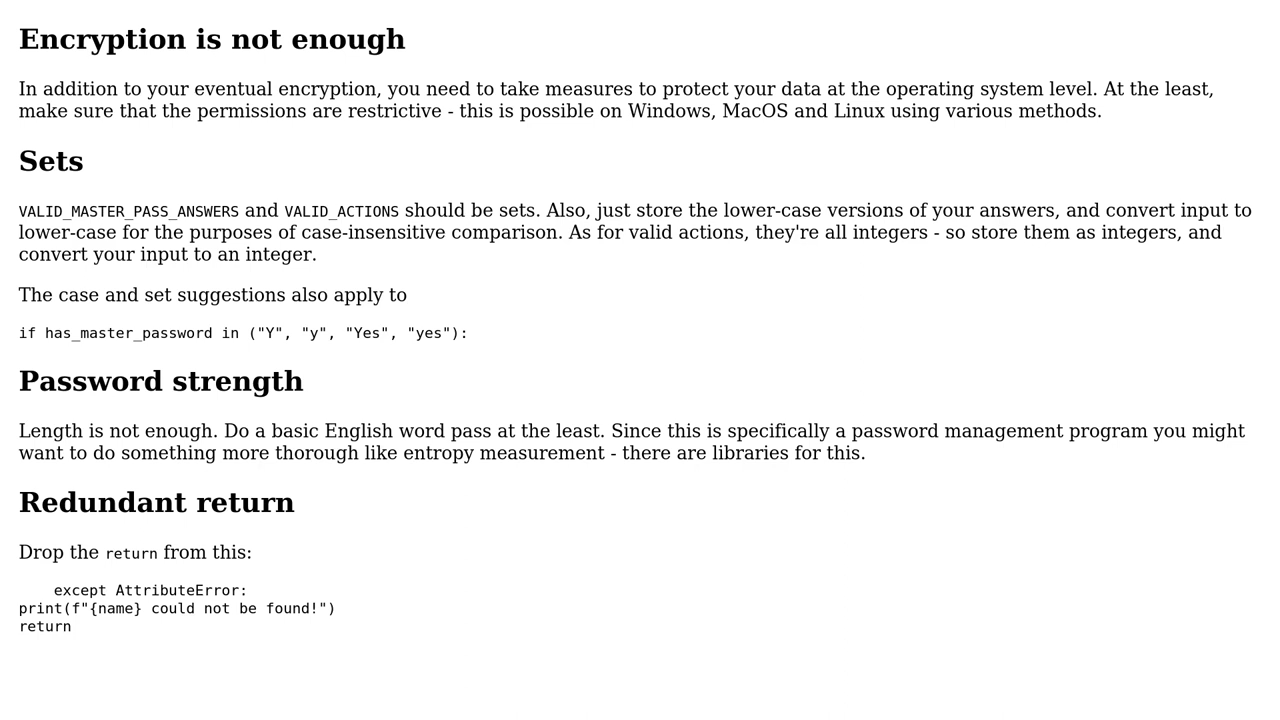 Encryption is not enough
In addition to your eventual encryption, you need to take measures to protect your data at the operating system level. At the least,
make sure that the permissions are restrictive - this is possible on Windows, MacOS and Linux using various methods.
Sets
VALID_MASTER_PASS_ANSWERS and VALID_ACTIONS should be sets. Also, just store the lower-case versions of your answers, and convert input to
lower-case for the purposes of case-insensitive comparison. As for valid actions, they're all integers - so store them as integers, and
convert your input to an integer.
The case and set suggestions also apply to
if has_master_password in ("Y", "y", "Yes", "yes"):
Password strength
Length is not enough. Do a basic English word pass at the least. Since this is specifically a password management program you might
want to do something more thorough like entropy measurement - there are libraries for this.
Redundant return
Drop the return from this:
    except AttributeError:
print(f"{name} could not be found!")
return